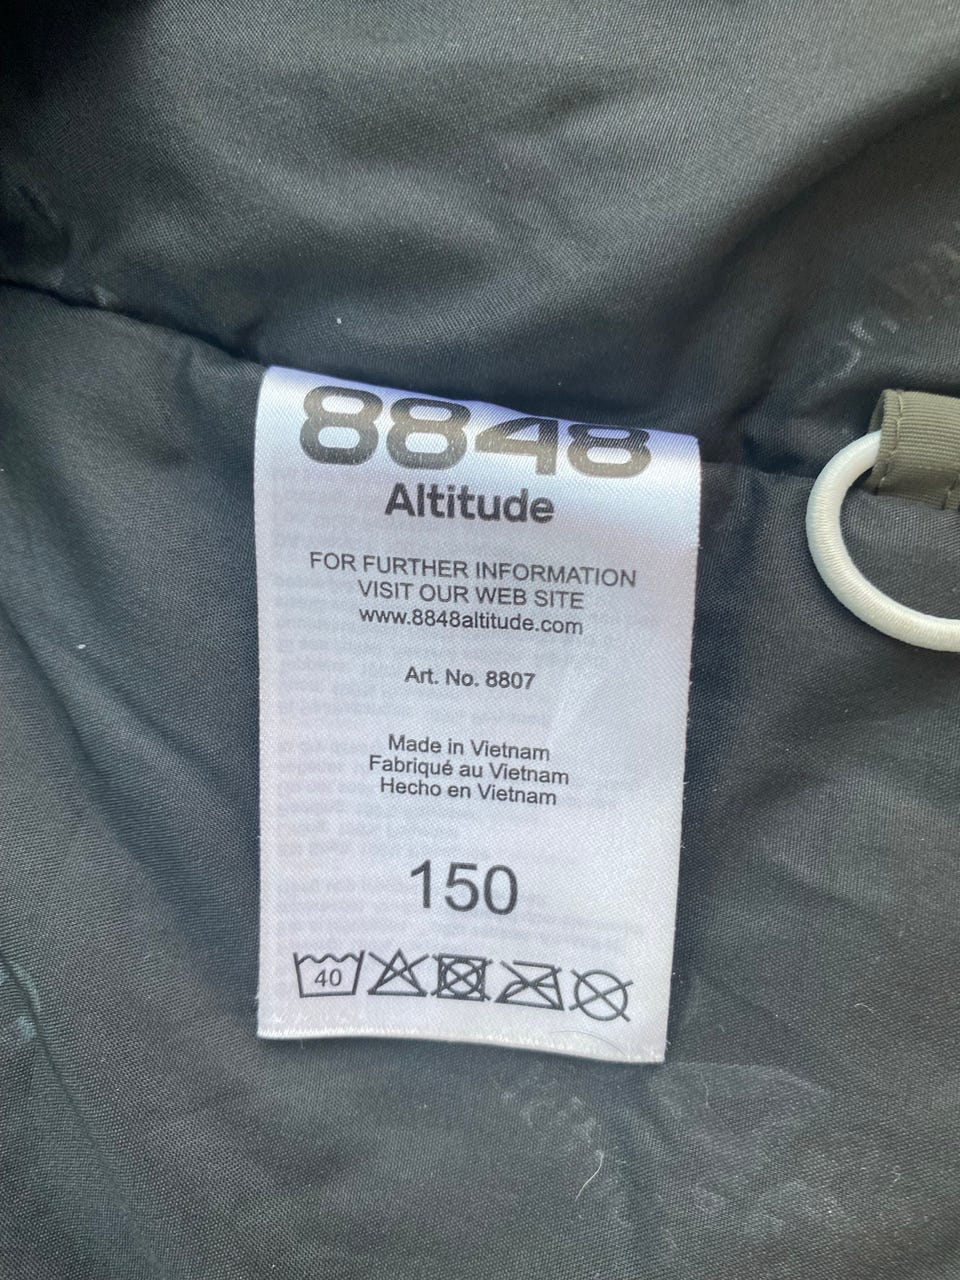 8848
Altitude
FOR FURTHER INFORMATION
VISIT OUR WEB SITE
www.8848altitude.com
Art. No. 8807
Made in Vietnam
Fabriqué au Vietnam
Hecho en Vietnam
150
40